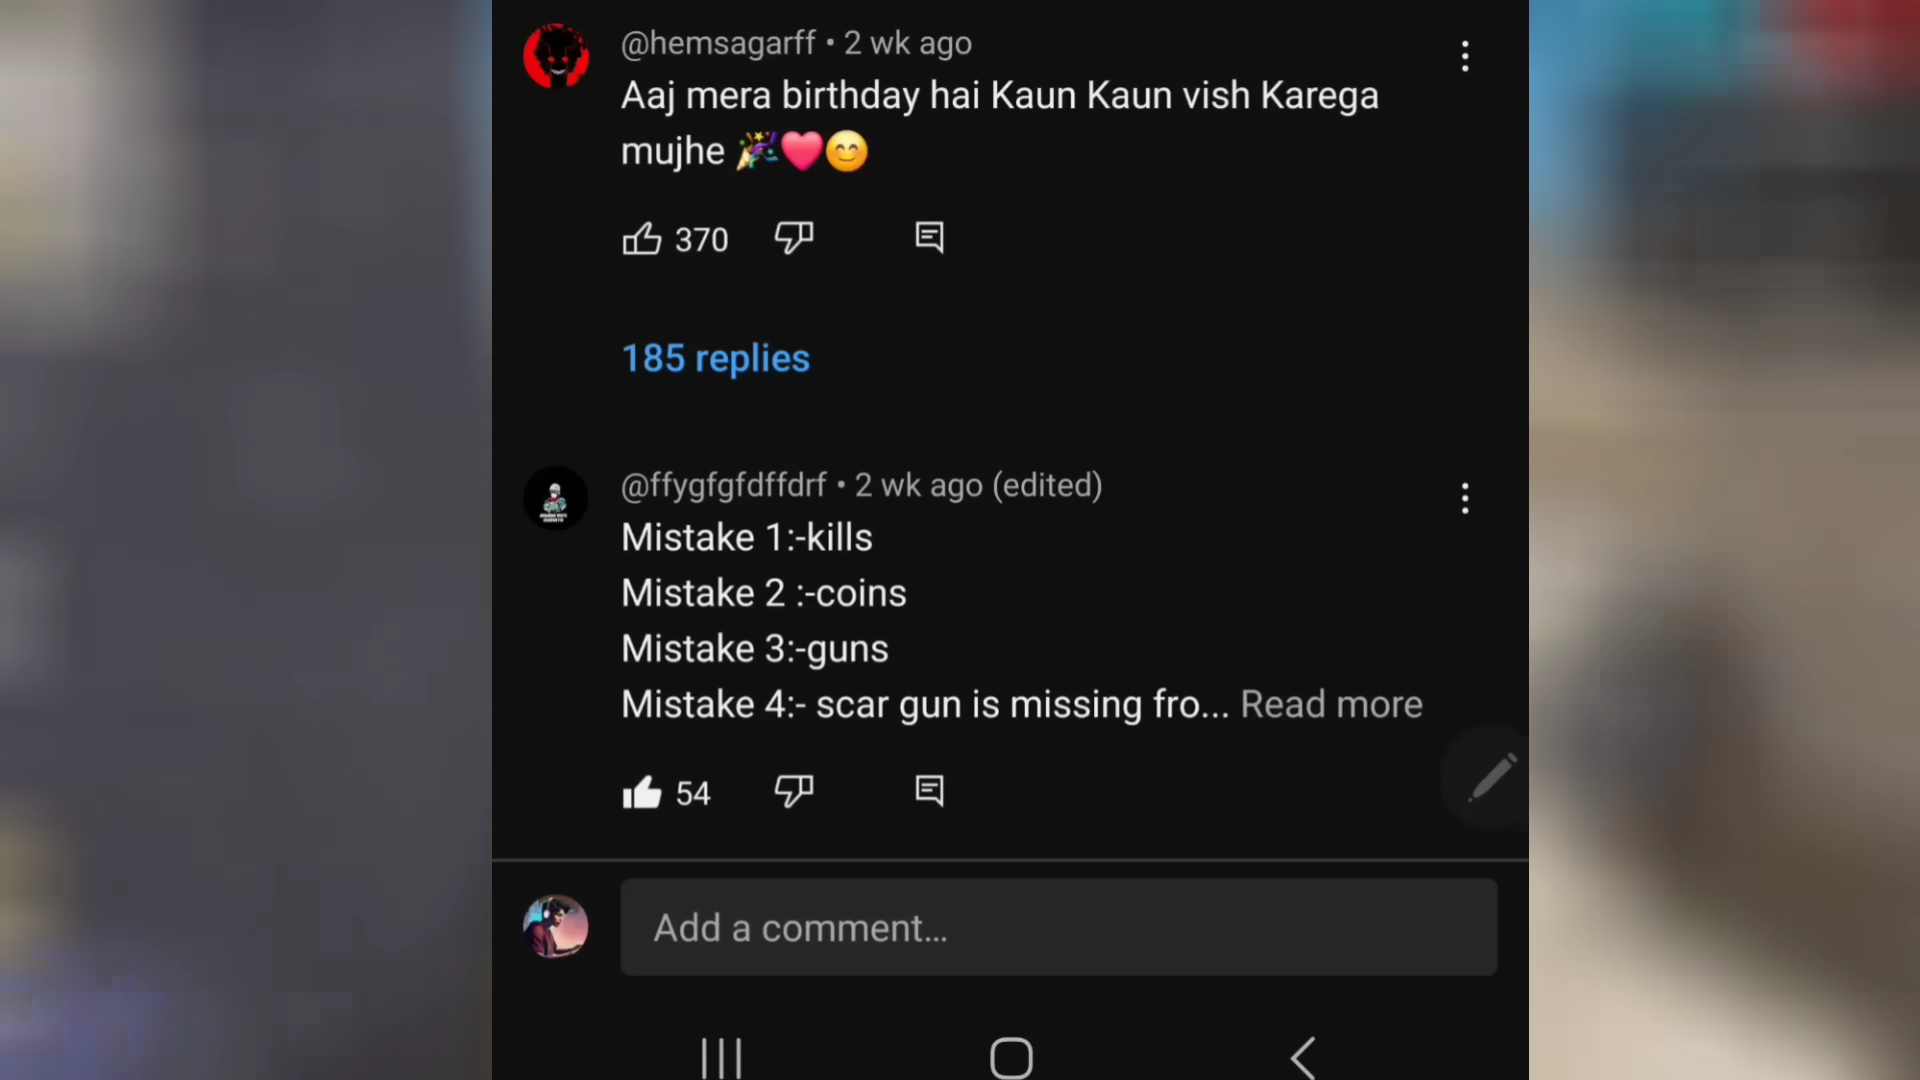 @hemsagarff • 2 wk ago
Aaj mera birthday hai Kaun Kaun vish Karega
mujhe 🎉❤️😊
370
185 replies
@ffygfgfdffdrf • 2 wk ago (edited)
Mistake 1:-kills
Mistake 2 :-coins
Mistake 3:-guns
Mistake 4:- scar gun is missing fro... Read more
54
Add a comment...